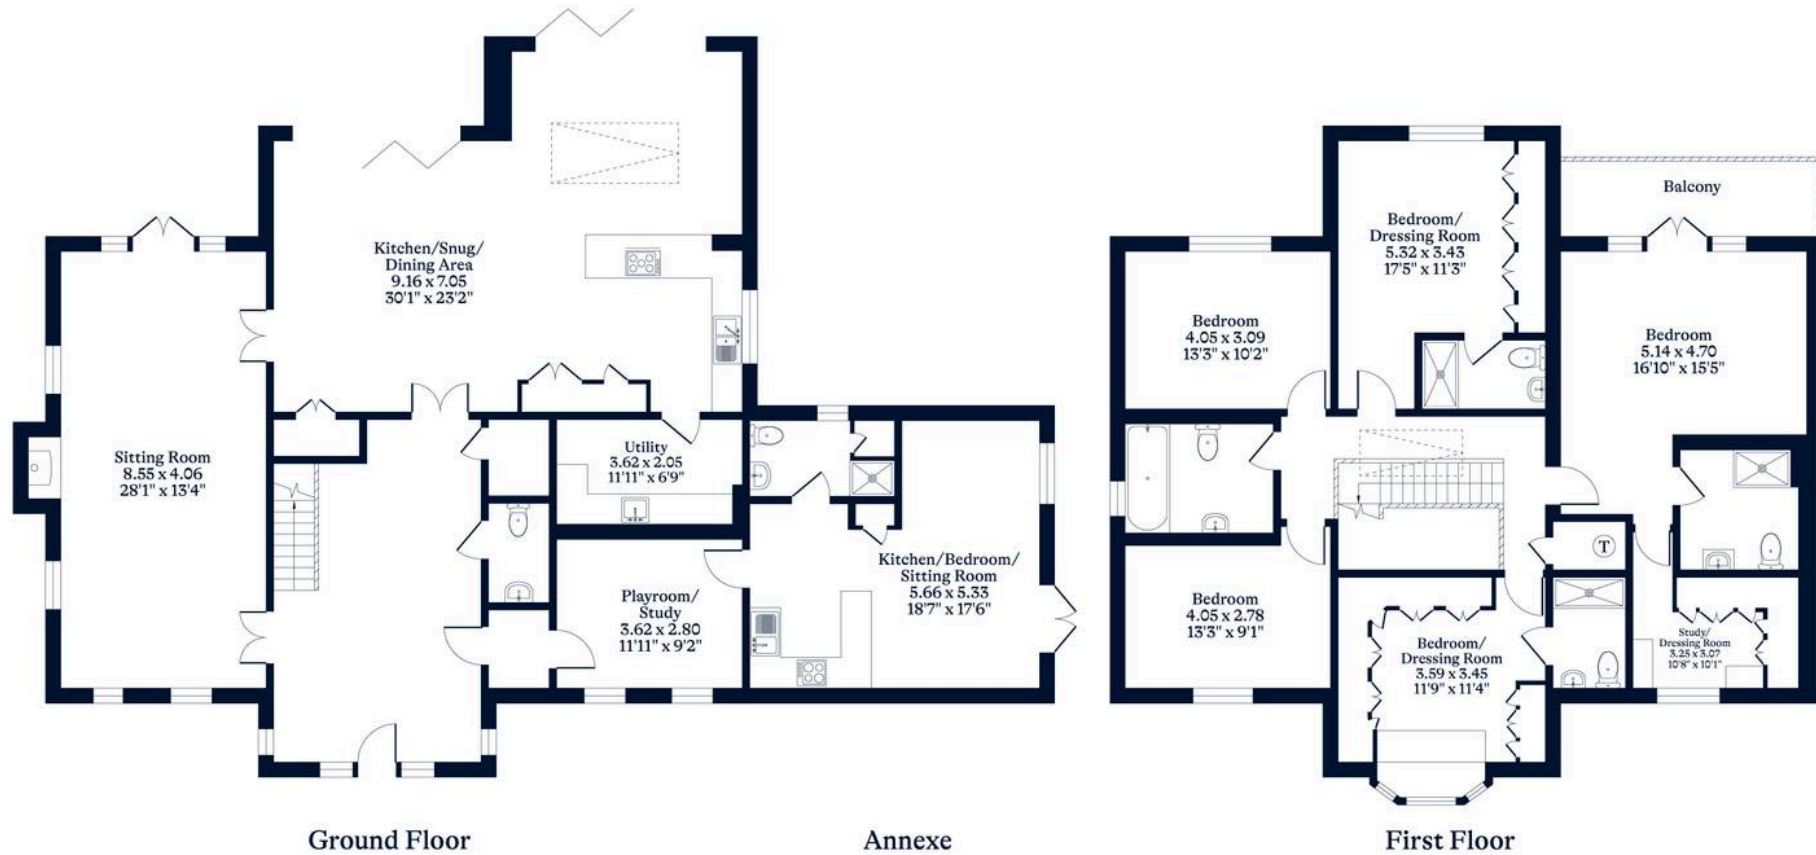 Kitchen/Snug/
Dining Area
9.16 x 7.05
30'1" x 23'2"
Sitting Room
8.55 x 4.06
28'1" x 13'4"
Utility
3.62 x 2.05
11'11" x 6'9"
Playroom/
Study
3.62 x 2.80
11'11" x 9'2"
Kitchen/Bedroom/
Sitting Room
5.66 x 5.33
18'7" x 17'6"
Balcony
Bedroom/
Dressing Room
5.32 x 3.43
17'5" x 11'3"
Bedroom
4.05 x 3.09
13'3" x 10'2"
Bedroom
5.14 x 4.70
16'10" x 15'5"
T
Bedroom
4.05 x 2.78
13'3" x 9'1"
Bedroom/
Dressing Room
3.59 x 3.45
11'9" x 11'4"
Study/
Dressing Room
3.25 x 3.07
10'8" x 10'1"
Ground Floor
Annexe
First Floor